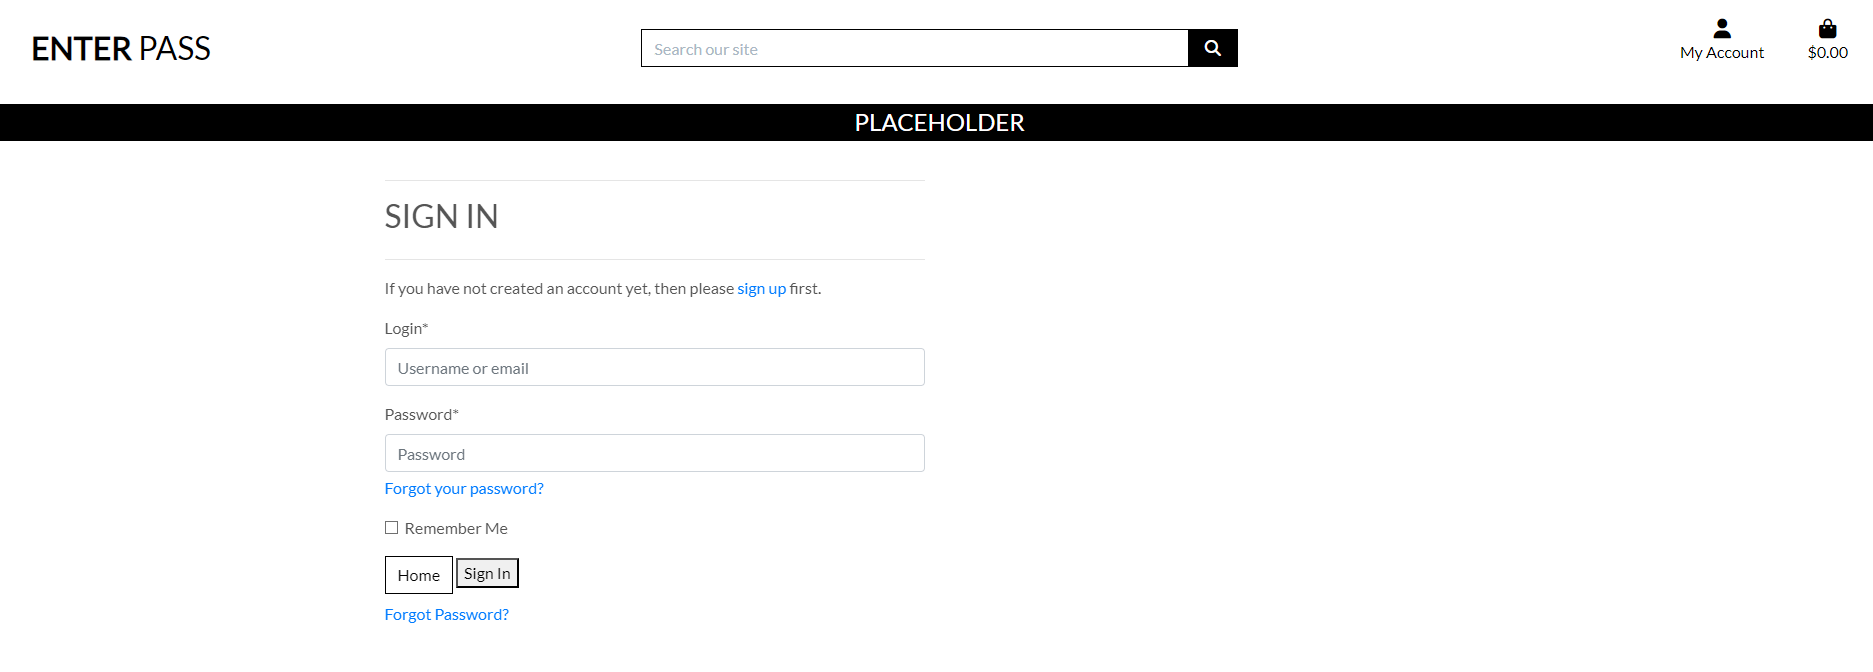 ENTER PASS
Search our site
My Account
$0.00
PLACEHOLDER
SIGN IN
If you have not created an account yet, then please sign up first.
Login*
Username or email
Password*
Password
Forgot your password?
Remember Me
Home
Sign In
Forgot Password?